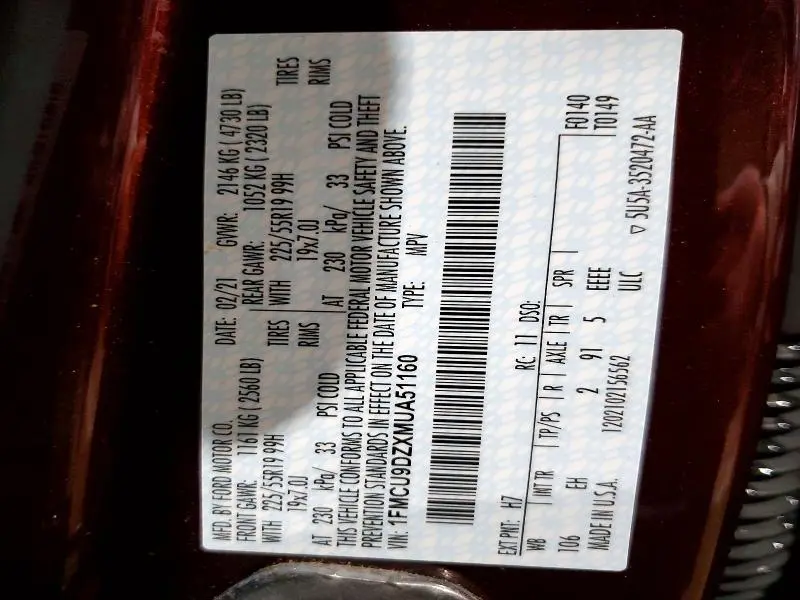 MFD. BY FORD MOTOR CO. DATE: 02/21 GVWR: 2146 KG ( 4730 LB)
FRONT GAWR: 1161 KG ( 2560 LB) REAR GAWR: 1052 KG ( 2320 LB)
WITH 225/55R19 99H TIRES WITH 225/55R19 99H TIRES
19x7.0J RIMS 19x7.0J RIMS
AT 230 kPa/ 33 PSI COLD AT 230 kPa/ 33 PSI COLD
THIS VEHICLE CONFORMS TO ALL APPLICABLE FEDERAL MOTOR VEHICLE SAFETY AND THEFT
PREVENTION STANDARDS IN EFFECT ON THE DATE OF MANUFACTURE SHOWN ABOVE.
VIN: 1FMCU9DZXMUA51160 TYPE: MPV
EXT PNT: H7 RC: 11 DSO: F0140
WB INT TR TP/PS R AXLE TR SPR T0149
106 EH 2 91 5 EEEE
MADE IN U.S.A. 1202102156562 ULC
▽ 5U5A-3520472-AA